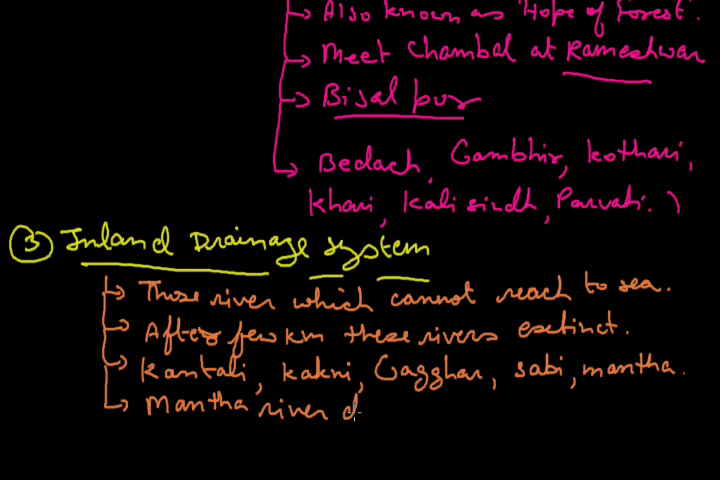 Also known as 'Hope of Forest'.
Meet Chambal at Rameshwar
Bisal pur
Bedach, Gambhir, kothari,
khari, Kali sindh, Parvati.)
③ Inland Drainage system
Those river which cannot reach to sea.
After few km these rivers exctinct.
Kantali, kakni, Gagghar, sabi, mantha.
Mantha river d